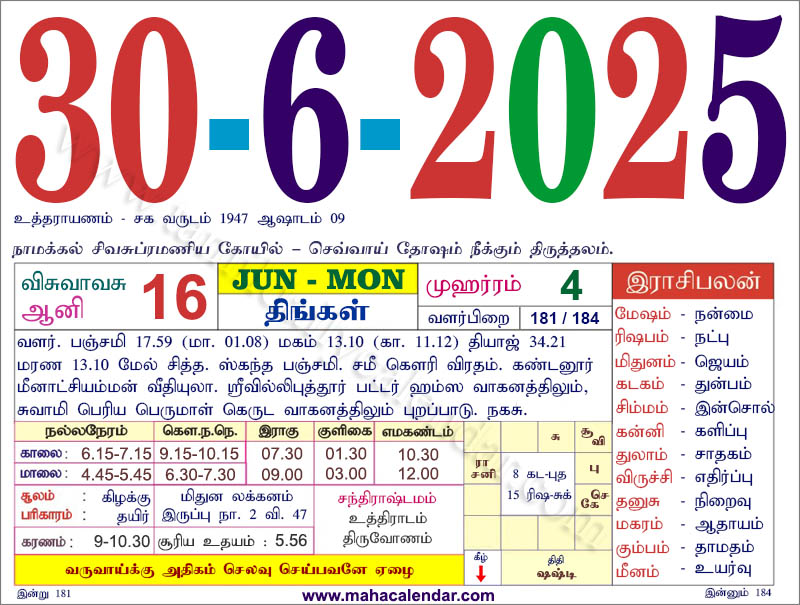 30-6-2025
உத்தராயணம் - சக வருடம் 1947 ஆஷாடம் 09
நாமக்கல் சிவசுப்ரமணிய கோயில் – செவ்வாய் தோஷம் நீக்கும் திருத்தலம்.
விசுவாவசு
ஆனி
16
JUN - MON
திங்கள்
முஹர்ரம் 4
வளர்பிறை 181 / 184
வளர். பஞ்சமி 17.59 (மா. 01.08) மகம் 13.10 (கா. 11.12) தியாஜ் 34.21
மரண 13.10 மேல் சித்த. ஸ்கந்த பஞ்சமி. சமீ கௌரி விரதம். கண்டனூர்
மீனாட்சியம்மன் வீதியுலா. ஸ்ரீவில்லிபுத்தூர் பட்டர் ஹம்ஸ வாகனத்திலும்,
சுவாமி பெரிய பெருமாள் கெருட வாகனத்திலும் புறப்பாடு. நகசு.
நல்லநேரம் கௌ.ந.நெ. இராகு குளிகை எமகண்டம்
காலை: 6.15-7.15 9.15-10.15 07.30 01.30 10.30
மாலை: 4.45-5.45 6.30-7.30 09.00 03.00 12.00
சூலம் : கிழக்கு
பரிகாரம் : தயிர்
மிதுன லக்கனம்
இருப்பு நா. 2 வி. 47
கரணம் : 9-10.30 சூரிய உதயம் : 5.56
சந்திராஷ்டமம்
உத்திராடம்
திருவோணம்
சு
சூ
வி
ரா
சனி
8 கட-புத
15 ரிஷ-சுக்
பு
செ
கே
கீழ்
திதி
ஷஷ்டி
வருவாய்க்கு அதிகம் செலவு செய்பவனே ஏழை
இராசிபலன்
மேஷம் - நன்மை
ரிஷபம் - நட்பு
மிதுனம் - ஜெயம்
கடகம் - துன்பம்
சிம்மம் - இன்சொல்
கன்னி - களிப்பு
துலாம் - சாதகம்
விருச்சி - எதிர்ப்பு
தனுசு - நிறைவு
மகரம் - ஆதாயம்
கும்பம் - தாமதம்
மீனம் - உயர்வு
இன்று 181
www.mahacalendar.com
இன்னும் 184
www.tamildailycalendar.com